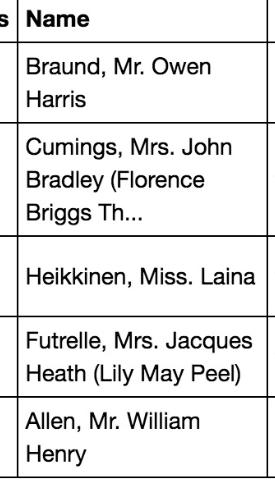 s Name
Braund, Mr. Owen
Harris
Cumings, Mrs. John
Bradley (Florence
Briggs Th...
Heikkinen, Miss. Laina
Futrelle, Mrs. Jacques
Heath (Lily May Peel)
Allen, Mr. William
Henry